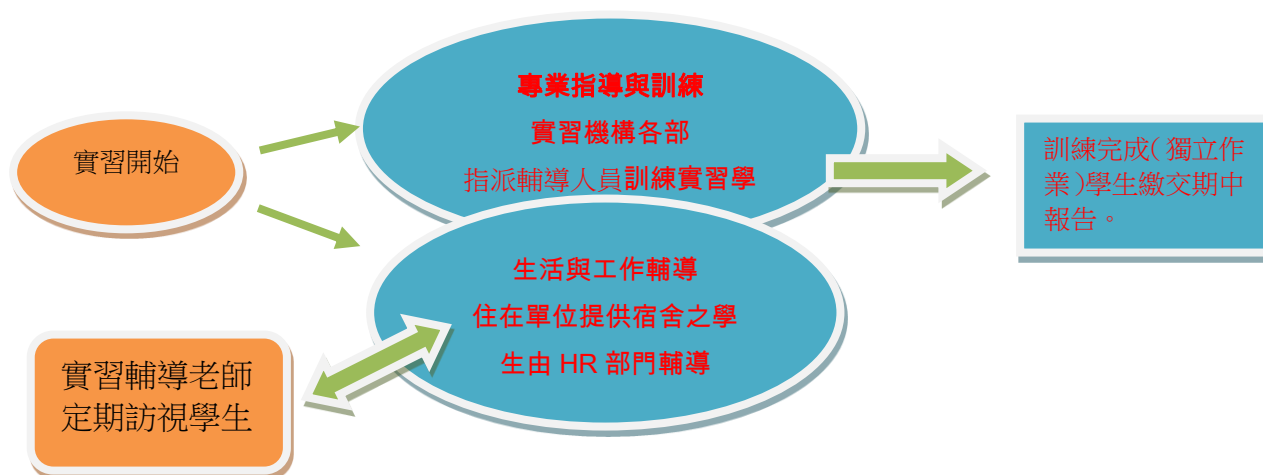 實習開始
專業指導與訓練
實習機構各部
指派輔導人員訓練實習學
生活與工作輔導
住在單位提供宿舍之學
生由 HR 部門輔導
訓練完成(獨立作
業)學生繳交期中
報告。
實習輔導老師
定期訪視學生